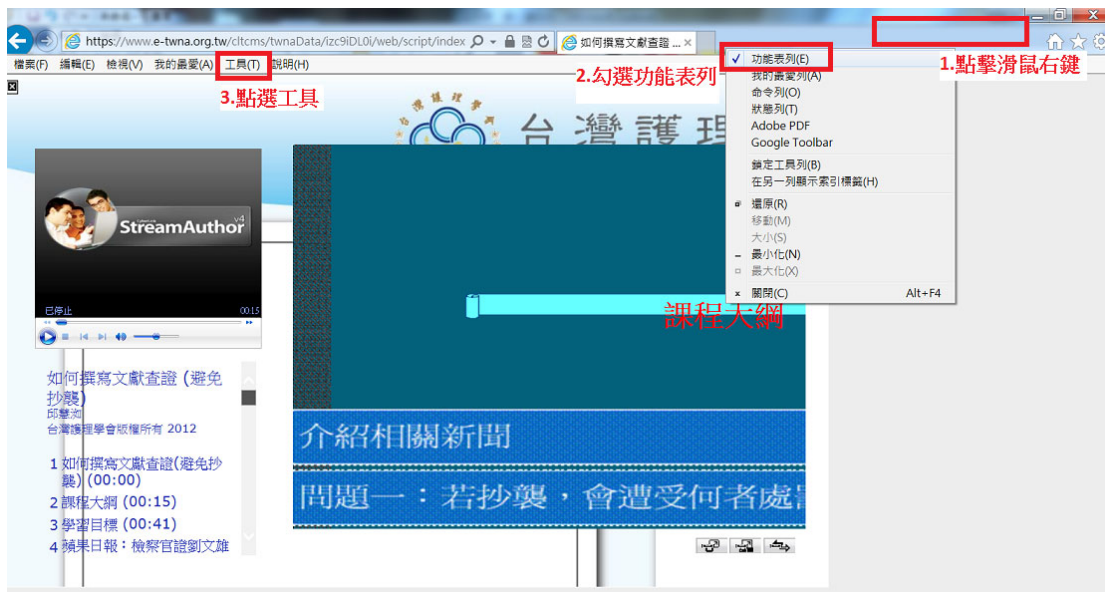 https://www.e-twna.org.tw/cltcms/twnaData/izc9iDL0i/web/script/index
如何撰寫文獻查證 ...
檔案(F) 編輯(E) 檢視(V) 我的最愛(A) 工具(T) 說明(H)
1.點擊滑鼠右鍵
2.勾選功能表列
3.點選工具
功能表列(E)
我的最愛列(A)
命令列(O)
狀態列(T)
Adobe PDF
Google Toolbar
鎖定工具列(B)
在另一列顯示索引標籤(H)
還原(R)
移動(M)
大小(S)
最小化(N)
最大化(X)
關閉(C) Alt+F4
台灣護理
StreamAuthor v4
已停止 00:15
課程大綱
如何撰寫文獻查證 (避免
抄襲)
台灣護理學會版權所有 2012
1 如何撰寫文獻查證(避免抄
襲) (00:00)
2 課程大綱 (00:15)
3 學習目標 (00:41)
4 蘋果日報：檢察官證劉文雄
介紹相關新聞
問題一：若抄襲，會遭受何者處